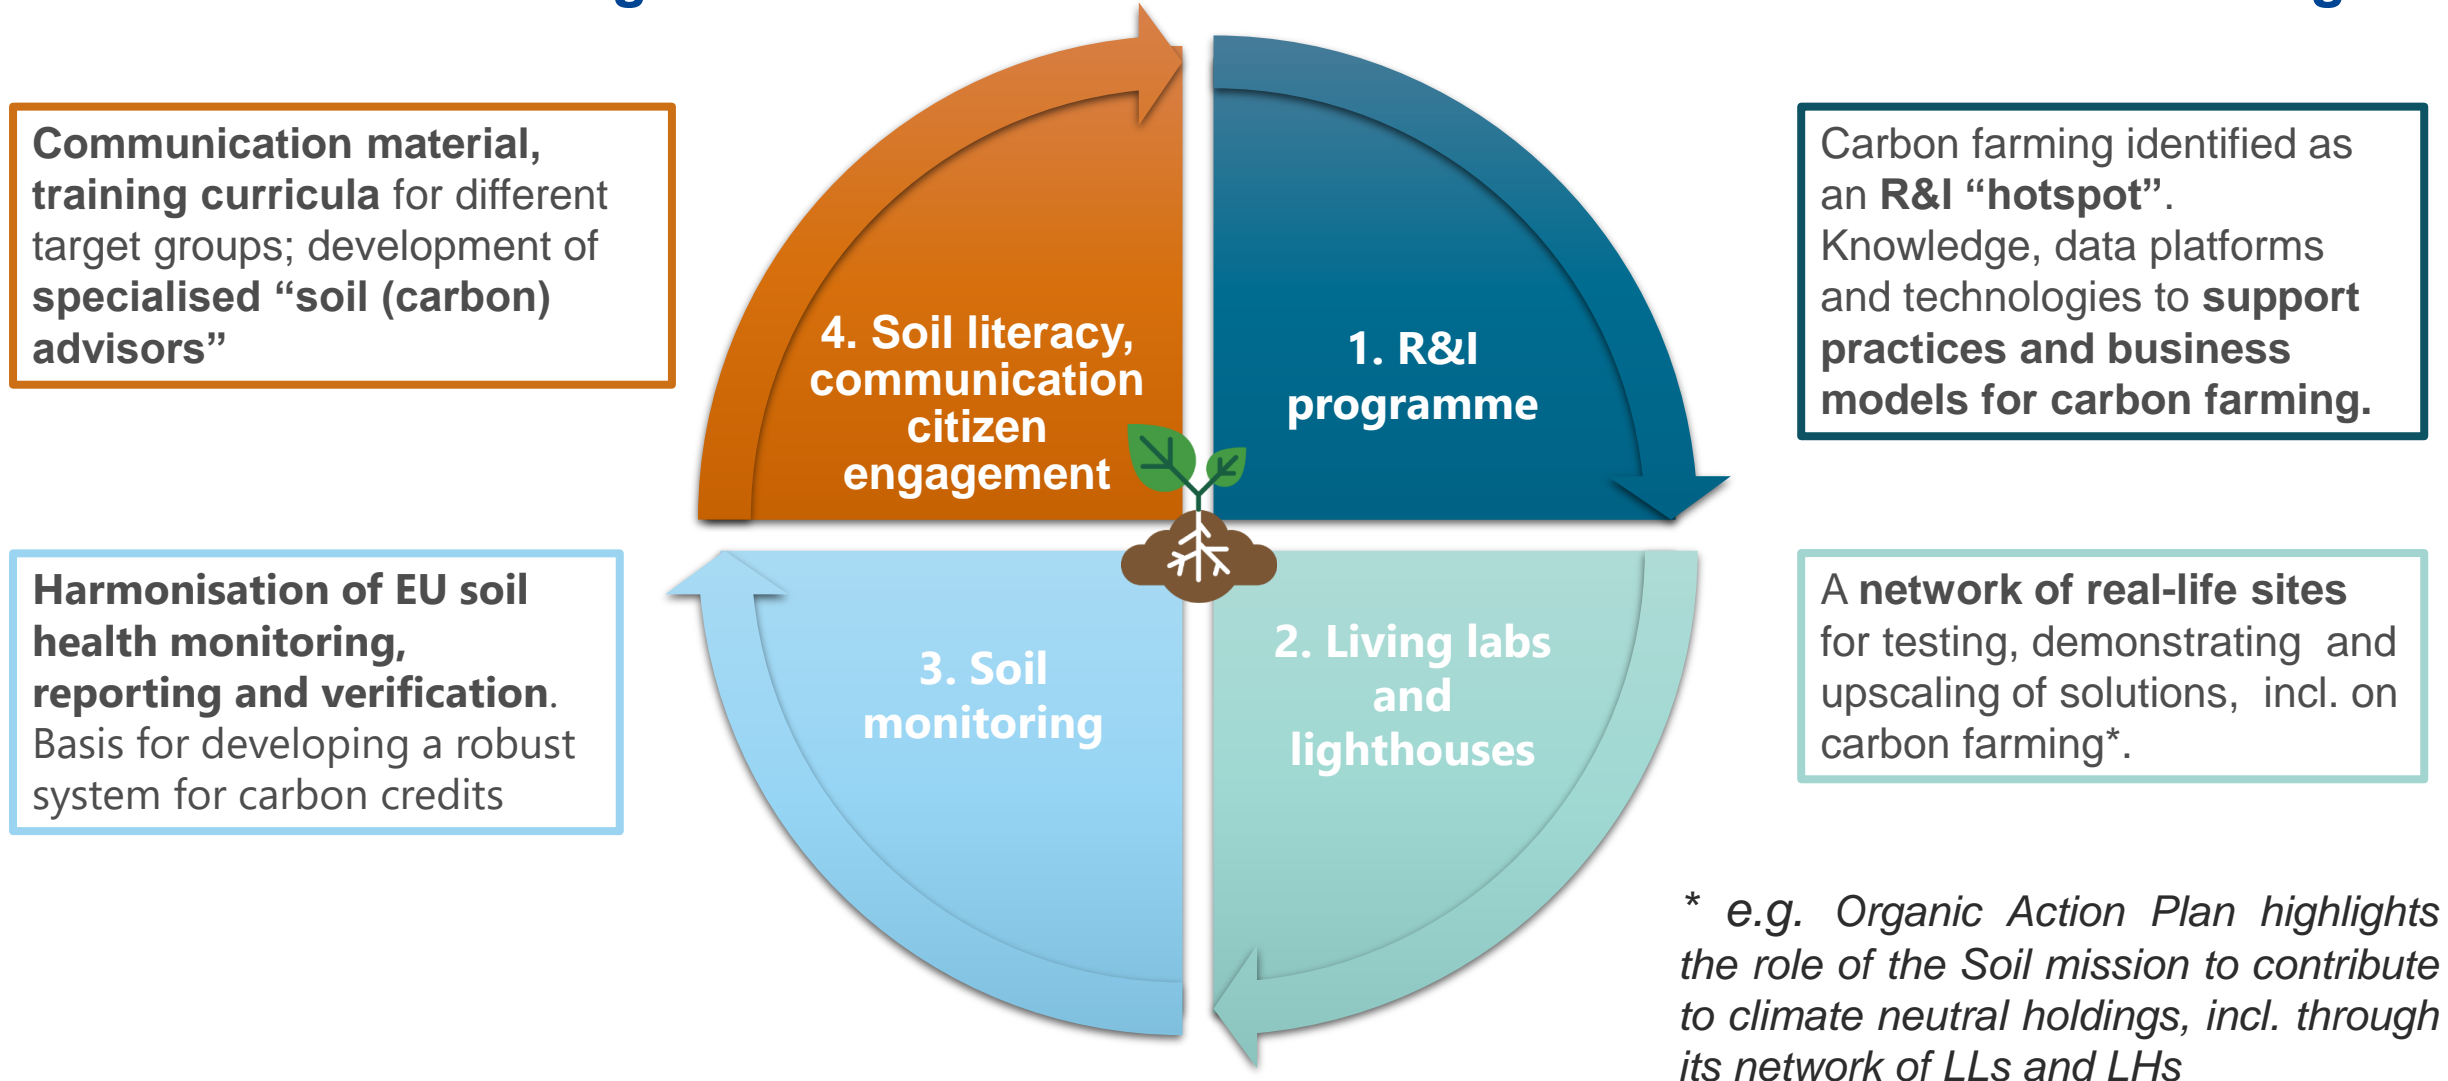 Communication material,
training curricula for different
target groups; development of
specialised “soil (carbon)
advisors”
4. Soil literacy,
communication
citizen
engagement
1. R&I
programme
Carbon farming identified as
an R&I “hotspot”.
Knowledge, data platforms
and technologies to support
practices and business
models for carbon farming.
Harmonisation of EU soil
health monitoring,
reporting and verification.
Basis for developing a robust
system for carbon credits
3. Soil
monitoring
2. Living labs
and
lighthouses
A network of real-life sites
for testing, demonstrating and
upscaling of solutions, incl. on
carbon farming*.
* e.g. Organic Action Plan highlights
the role of the Soil mission to contribute
to climate neutral holdings, incl. through
its network of LLs and LHs